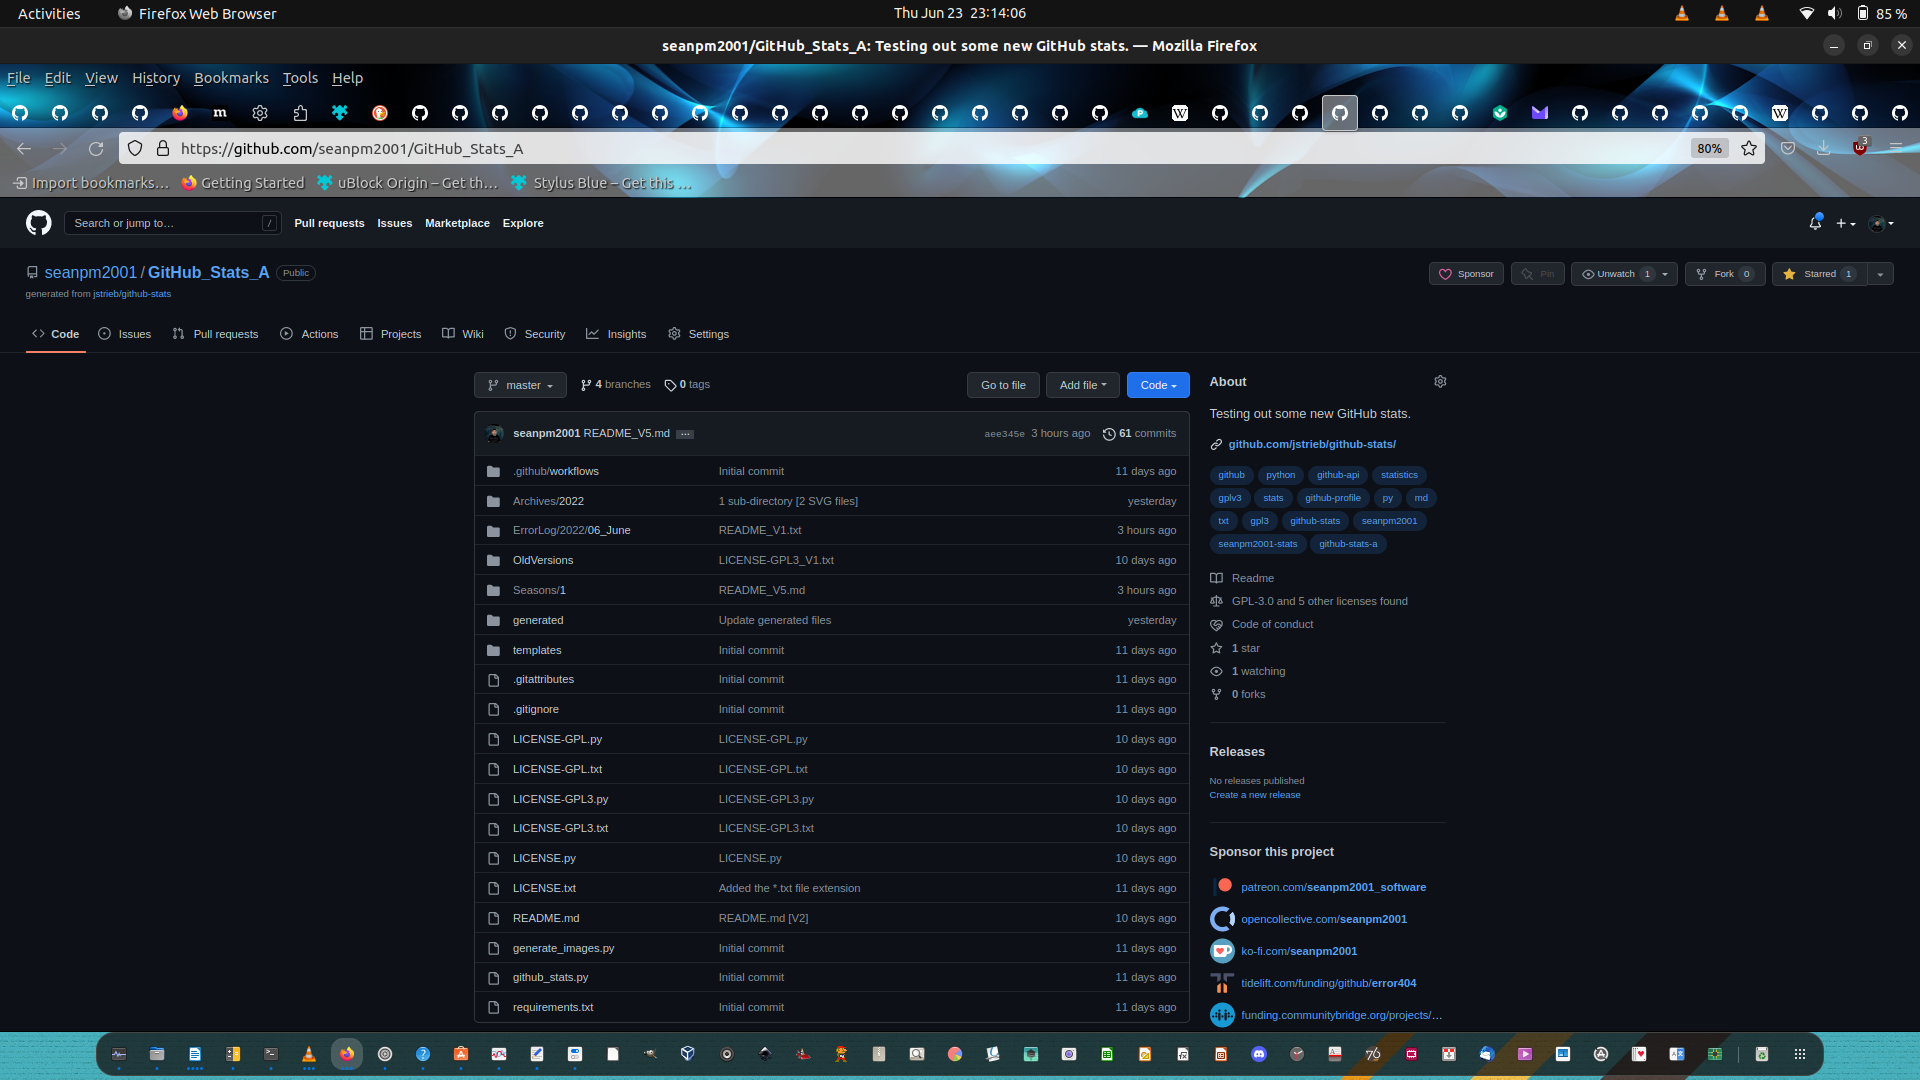 Activities Firefox Web Browser Thu Jun 23 23:14:06 85 %
seanpm2001/GitHub_Stats_A: Testing out some new GitHub stats. — Mozilla Firefox
File Edit View History Bookmarks Tools Help
https://github.com/seanpm2001/GitHub_Stats_A 80% 3
Import bookmarks… Getting Started uBlock Origin – Get th… Stylus Blue – Get this …
Search or jump to… / Pull requests Issues Marketplace Explore
seanpm2001 / GitHub_Stats_A Public Sponsor Pin Unwatch 1 Fork 0 Starred 1
generated from jstrieb/github-stats
Code Issues Pull requests Actions Projects Wiki Security Insights Settings
master 4 branches 0 tags Go to file Add file Code
seanpm2001 README_V5.md … aee345e 3 hours ago 61 commits
.github/workflows Initial commit 11 days ago
Archives/2022 1 sub-directory [2 SVG files] yesterday
ErrorLog/2022/06_June README_V1.txt 3 hours ago
OldVersions LICENSE-GPL3_V1.txt 10 days ago
Seasons/1 README_V5.md 3 hours ago
generated Update generated files yesterday
templates Initial commit 11 days ago
.gitattributes Initial commit 11 days ago
.gitignore Initial commit 11 days ago
LICENSE-GPL.py LICENSE-GPL.py 10 days ago
LICENSE-GPL.txt LICENSE-GPL.txt 10 days ago
LICENSE-GPL3.py LICENSE-GPL3.py 10 days ago
LICENSE-GPL3.txt LICENSE-GPL3.txt 10 days ago
LICENSE.py LICENSE.py 10 days ago
LICENSE.txt Added the *.txt file extension 11 days ago
README.md README.md [V2] 10 days ago
generate_images.py Initial commit 11 days ago
github_stats.py Initial commit 11 days ago
requirements.txt Initial commit 11 days ago
About
Testing out some new GitHub stats.
github.com/jstrieb/github-stats/
github python github-api statistics
gplv3 stats github-profile py md
txt gpl3 github-stats seanpm2001
seanpm2001-stats github-stats-a
Readme
GPL-3.0 and 5 other licenses found
Code of conduct
1 star
1 watching
0 forks
Releases
No releases published
Create a new release
Sponsor this project
patreon.com/seanpm2001_software
opencollective.com/seanpm2001
ko-fi.com/seanpm2001
tidelift.com/funding/github/error404
funding.communitybridge.org/projects/…